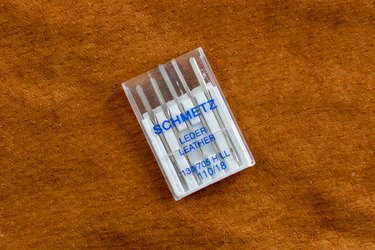 SCHMETZ
LEDER
LEATHER
130/705 H LL
110/18